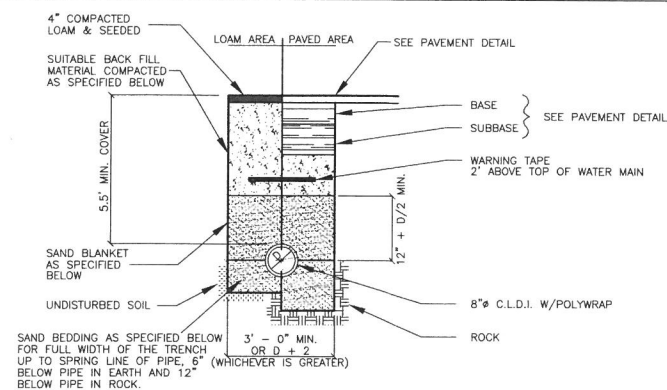 4" COMPACTED
LOAM & SEEDED
LOAM AREA
PAVED AREA
SEE PAVEMENT DETAIL
SUITABLE BACK FILL
MATERIAL COMPACTED
AS SPECIFIED BELOW
BASE
SUBBASE
SEE PAVEMENT DETAIL
5.5' MIN. COVER
WARNING TAPE
2' ABOVE TOP OF WATER MAIN
12" + D/2 MIN.
SAND BLANKET
AS SPECIFIED
BELOW
D
UNDISTURBED SOIL
8"ø C.L.D.I. W/POLYWRAP
ROCK
SAND BEDDING AS SPECIFIED BELOW
FOR FULL WIDTH OF THE TRENCH
UP TO SPRING LINE OF PIPE, 6"
BELOW PIPE IN EARTH AND 12"
BELOW PIPE IN ROCK.
3' - 0" MIN.
OR D + 2
(WHICHEVER IS GREATER)